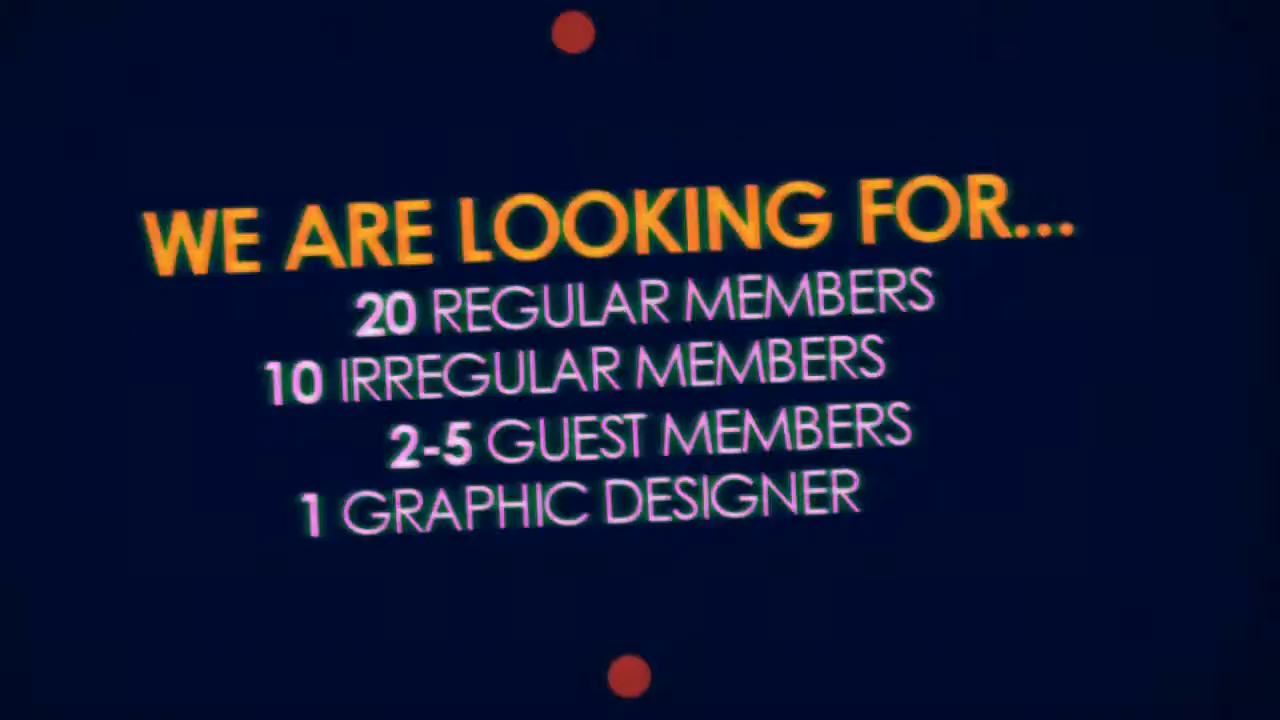 WE ARE LOOKING FOR...
20 REGULAR MEMBERS
10 IRREGULAR MEMBERS
2-5 GUEST MEMBERS
1 GRAPHIC DESIGNER